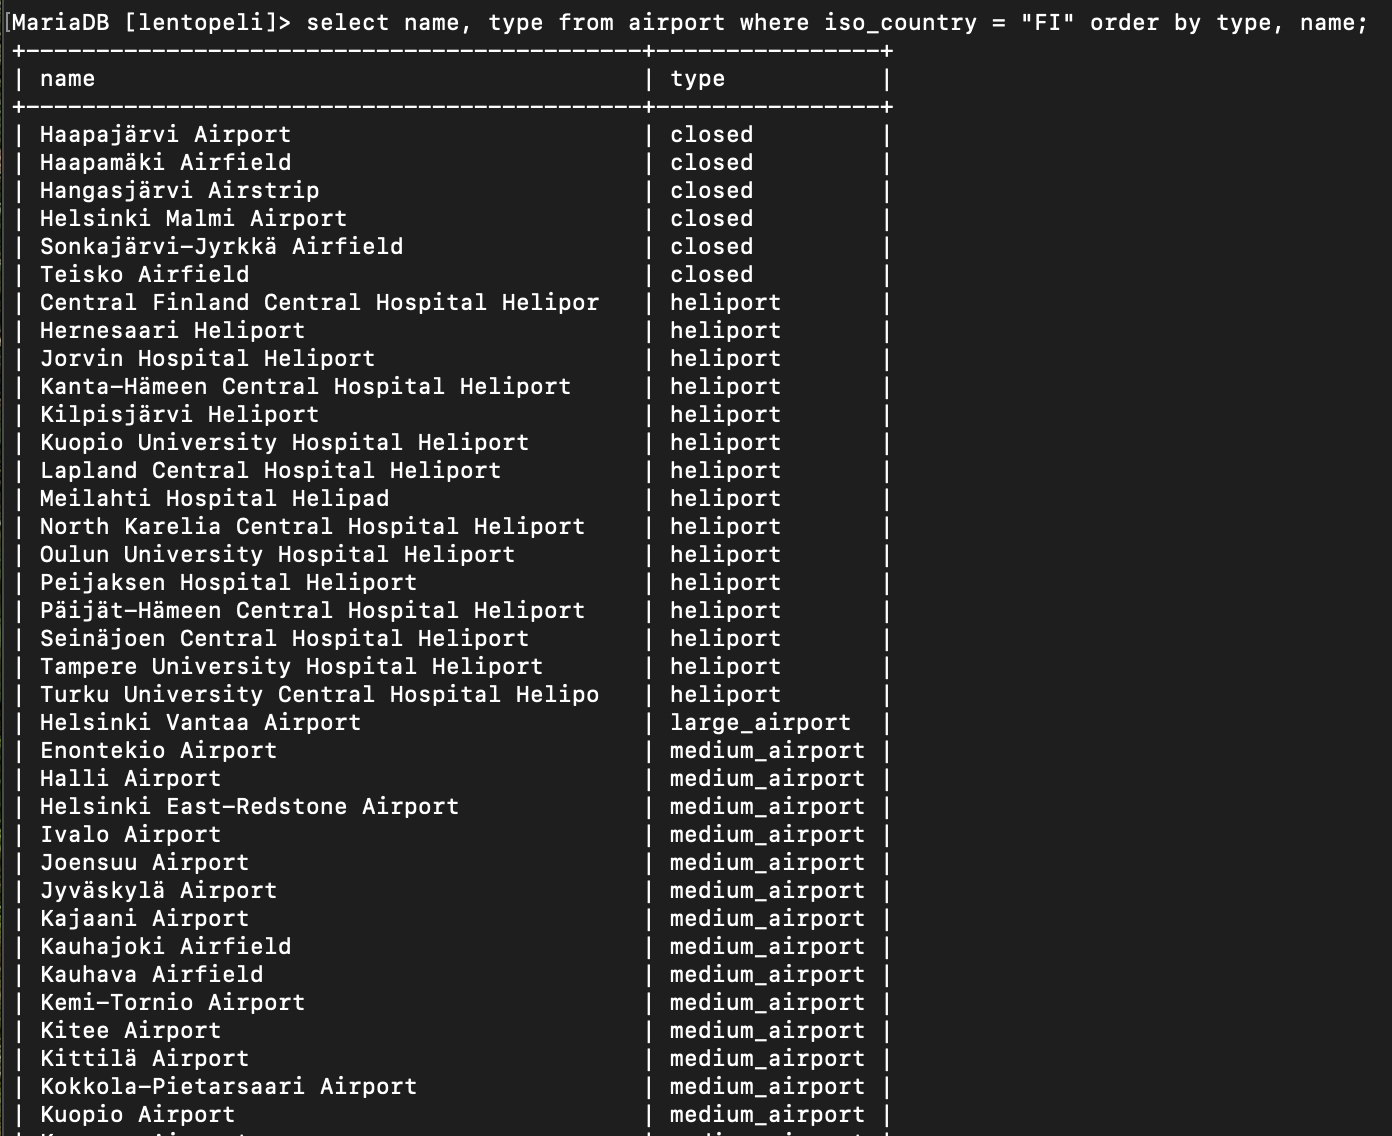 [MariaDB [lentopeli]> select name, type from airport where iso_country = "FI" order by type, name;
+--------------------------------------------+----------------+
| name                                       | type           |
+--------------------------------------------+----------------+
| Haapajärvi Airport                         | closed         |
| Haapamäki Airfield                         | closed         |
| Hangasjärvi Airstrip                       | closed         |
| Helsinki Malmi Airport                     | closed         |
| Sonkajärvi-Jyrkkä Airfield                 | closed         |
| Teisko Airfield                            | closed         |
| Central Finland Central Hospital Helipor   | heliport       |
| Hernesaari Heliport                        | heliport       |
| Jorvin Hospital Heliport                   | heliport       |
| Kanta-Hämeen Central Hospital Heliport     | heliport       |
| Kilpisjärvi Heliport                       | heliport       |
| Kuopio University Hospital Heliport        | heliport       |
| Lapland Central Hospital Heliport          | heliport       |
| Meilahti Hospital Helipad                  | heliport       |
| North Karelia Central Hospital Heliport    | heliport       |
| Oulun University Hospital Heliport         | heliport       |
| Peijaksen Hospital Heliport                | heliport       |
| Päijät-Hämeen Central Hospital Heliport    | heliport       |
| Seinäjoen Central Hospital Heliport        | heliport       |
| Tampere University Hospital Heliport       | heliport       |
| Turku University Central Hospital Helipo   | heliport       |
| Helsinki Vantaa Airport                    | large_airport  |
| Enontekio Airport                          | medium_airport |
| Halli Airport                              | medium_airport |
| Helsinki East-Redstone Airport             | medium_airport |
| Ivalo Airport                              | medium_airport |
| Joensuu Airport                            | medium_airport |
| Jyväskylä Airport                          | medium_airport |
| Kajaani Airport                            | medium_airport |
| Kauhajoki Airfield                         | medium_airport |
| Kauhava Airfield                           | medium_airport |
| Kemi-Tornio Airport                        | medium_airport |
| Kitee Airport                              | medium_airport |
| Kittilä Airport                            | medium_airport |
| Kokkola-Pietarsaari Airport                | medium_airport |
| Kuopio Airport                             | medium_airport |